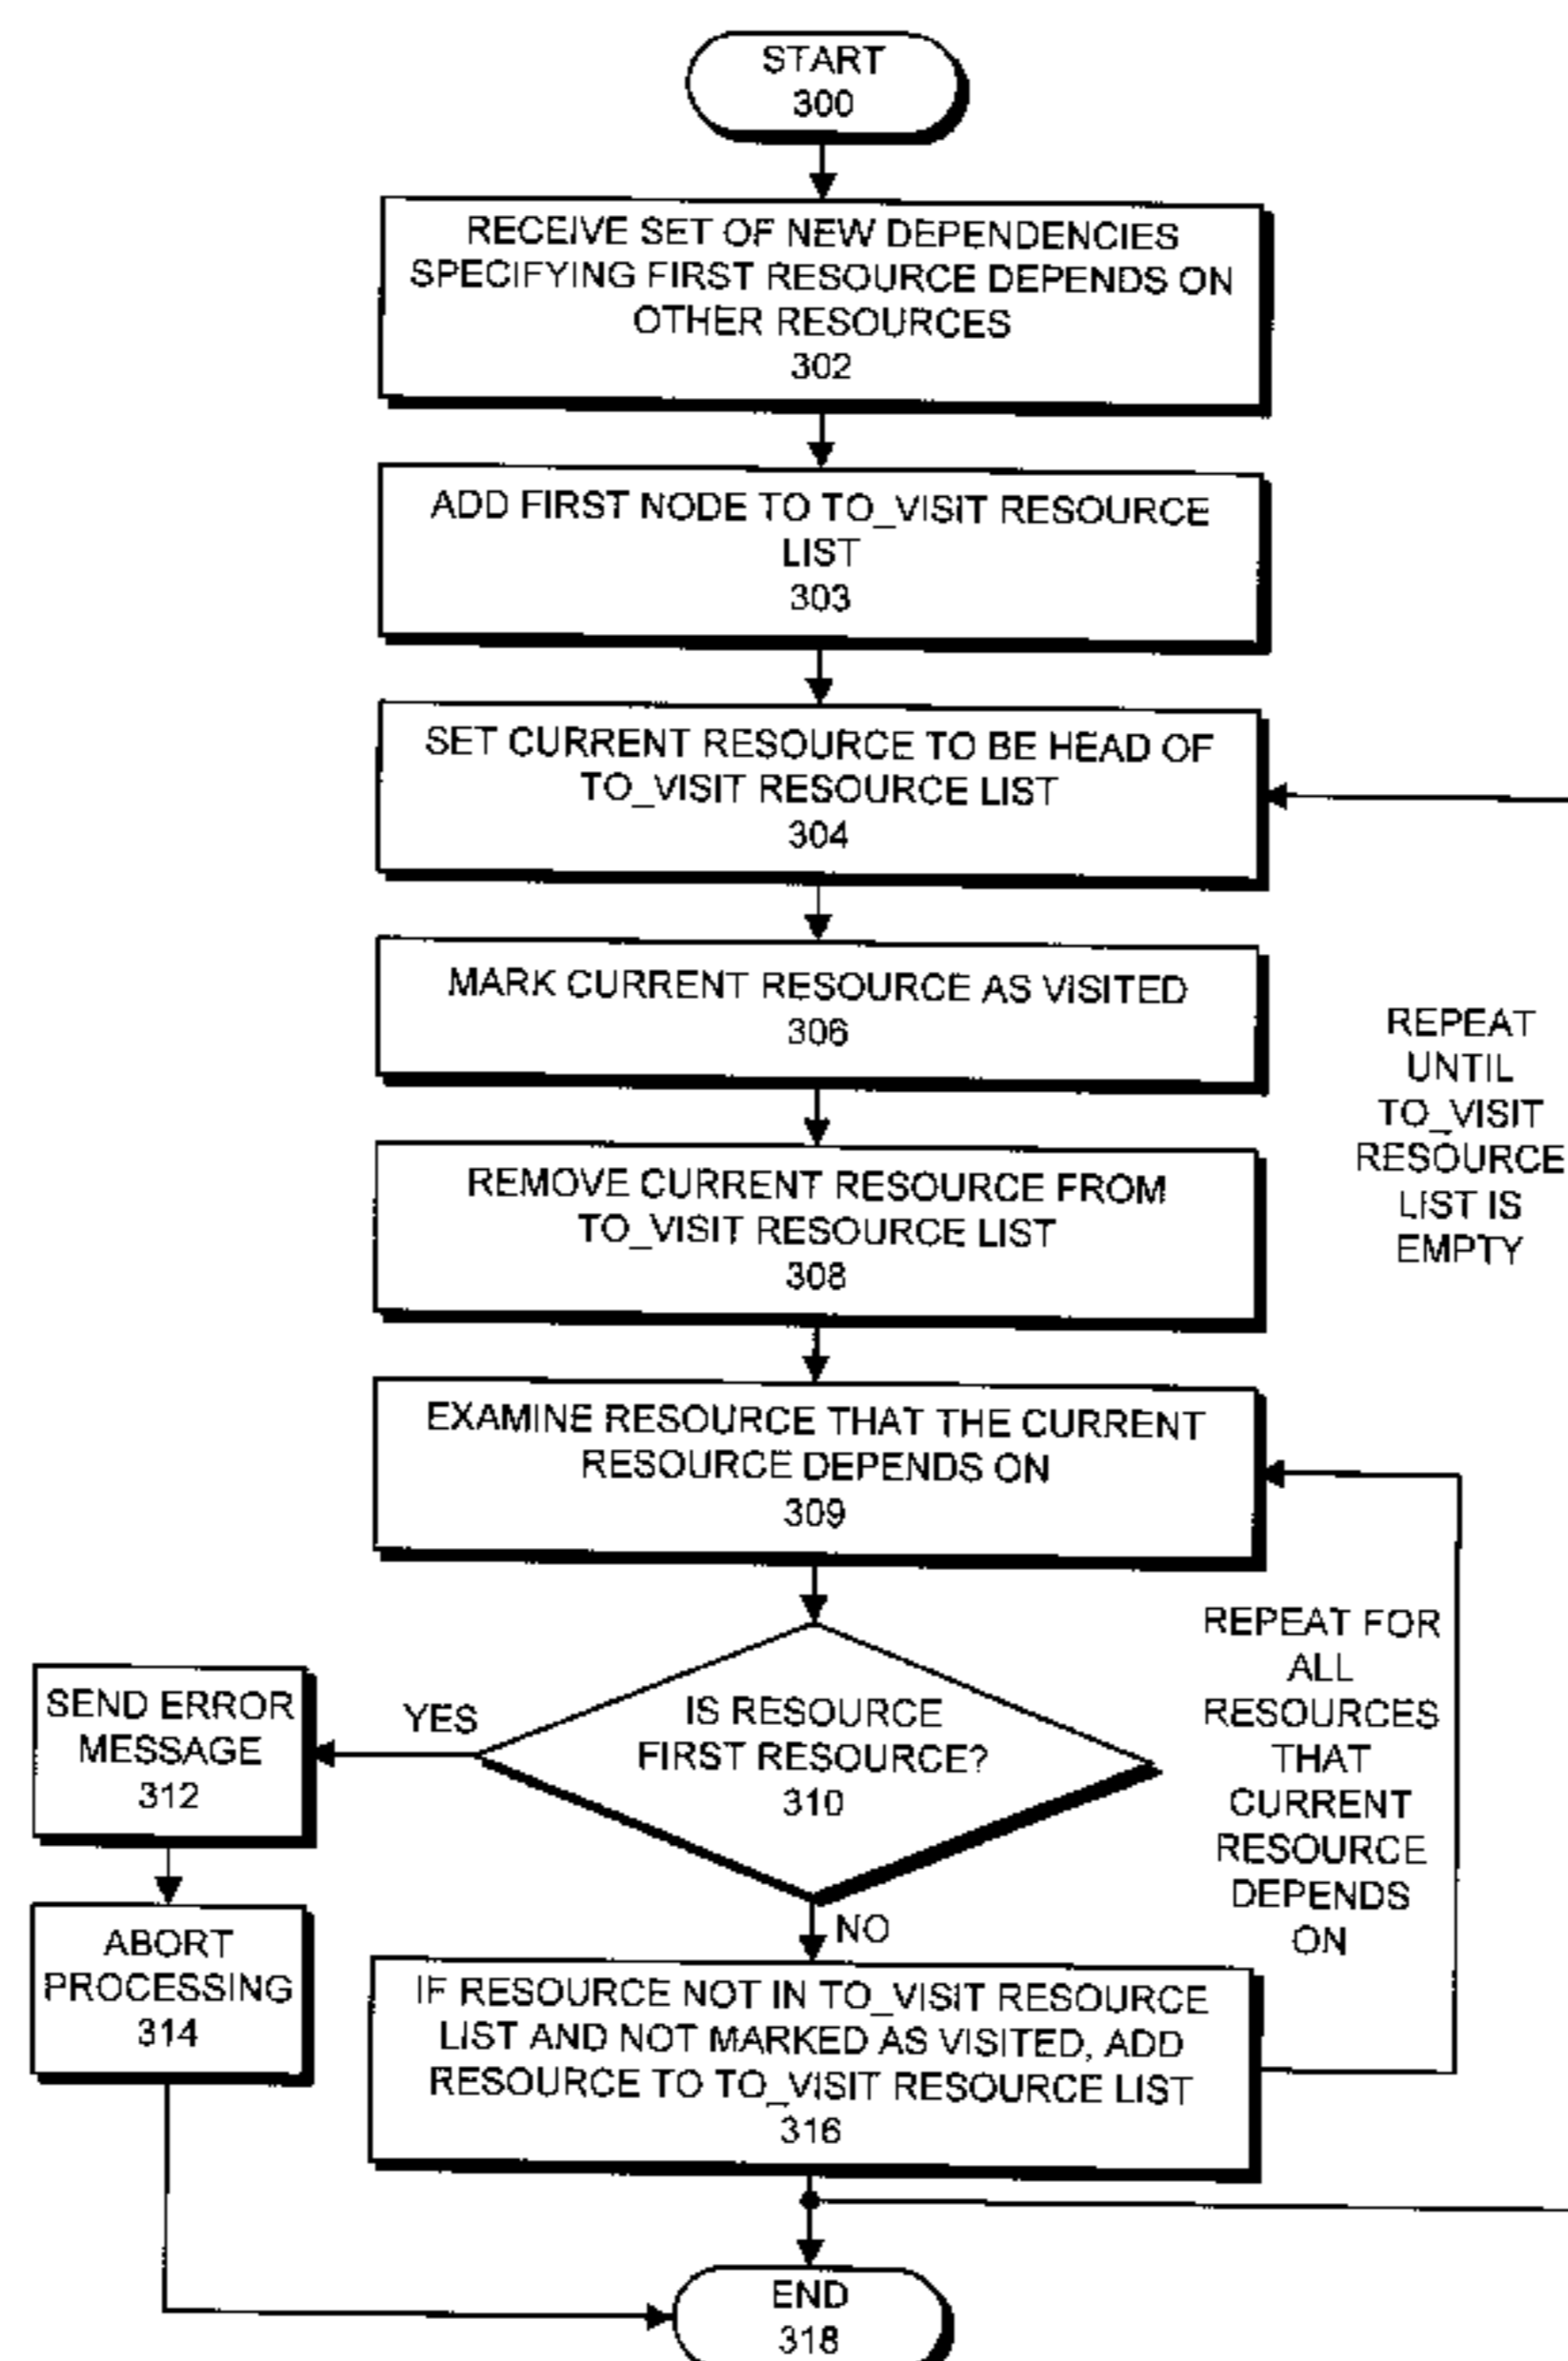 START
300
RECEIVE SET OF NEW DEPENDENCIES
SPECIFYING FIRST RESOURCE DEPENDS ON
OTHER RESOURCES
302
ADD FIRST NODE TO TO_VISIT RESOURCE
LIST
303
SET CURRENT RESOURCE TO BE HEAD OF
TO_VISIT RESOURCE LIST
304
MARK CURRENT RESOURCE AS VISITED
306
REPEAT
UNTIL
TO_VISIT
RESOURCE
LIST IS
EMPTY
REMOVE CURRENT RESOURCE FROM
TO_VISIT RESOURCE LIST
308
EXAMINE RESOURCE THAT THE CURRENT
RESOURCE DEPENDS ON
309
REPEAT FOR
ALL
RESOURCES
THAT
CURRENT
RESOURCE
DEPENDS
ON
IS RESOURCE
FIRST RESOURCE?
310
YES
SEND ERROR
MESSAGE
312
ABORT
PROCESSING
314
NO
IF RESOURCE NOT IN TO_VISIT RESOURCE
LIST AND NOT MARKED AS VISITED, ADD
RESOURCE TO TO_VISIT RESOURCE LIST
316
END
318